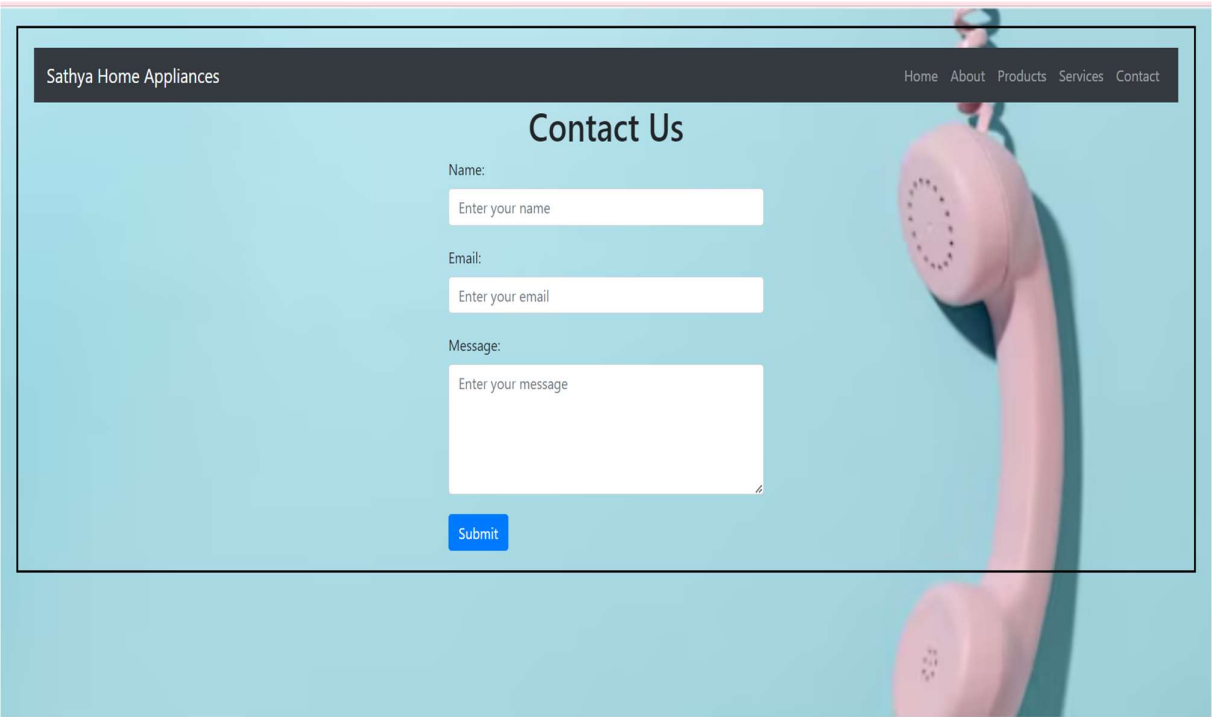 Sathya Home Appliances
Home About Products Services Contact
Contact Us
Name:
Enter your name
Email:
Enter your email
Message:
Enter your message
Submit